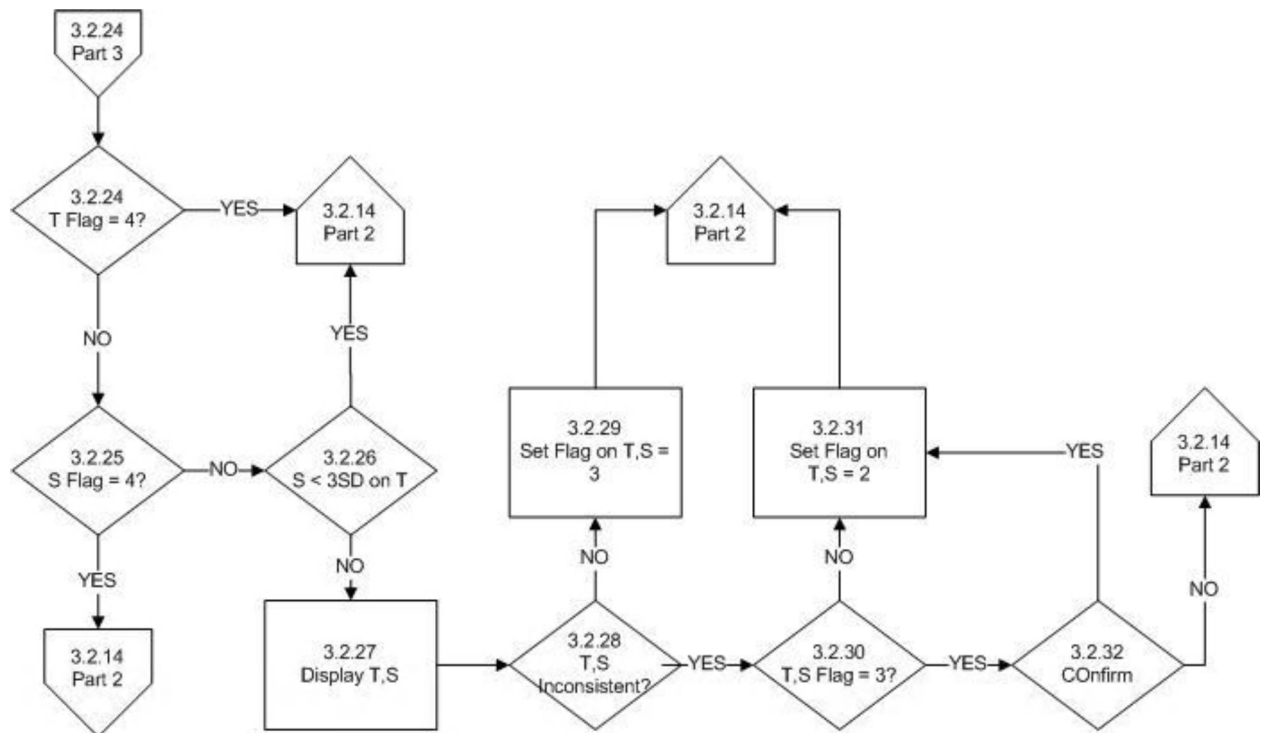 3.2.24
Part 3
3.2.24
T Flag = 4?
YES
3.2.14
Part 2
NO
YES
3.2.25
S Flag = 4?
NO
3.2.26
S < 3SD on T
YES
3.2.14
Part 2
NO
3.2.27
Display T,S
3.2.28
T,S
Inconsistent?
NO
3.2.29
Set Flag on T,S =
3
3.2.14
Part 2
YES
3.2.30
T,S Flag = 3?
NO
3.2.31
Set Flag on
T,S = 2
YES
3.2.32
COnfirm
YES
NO
3.2.14
Part 2